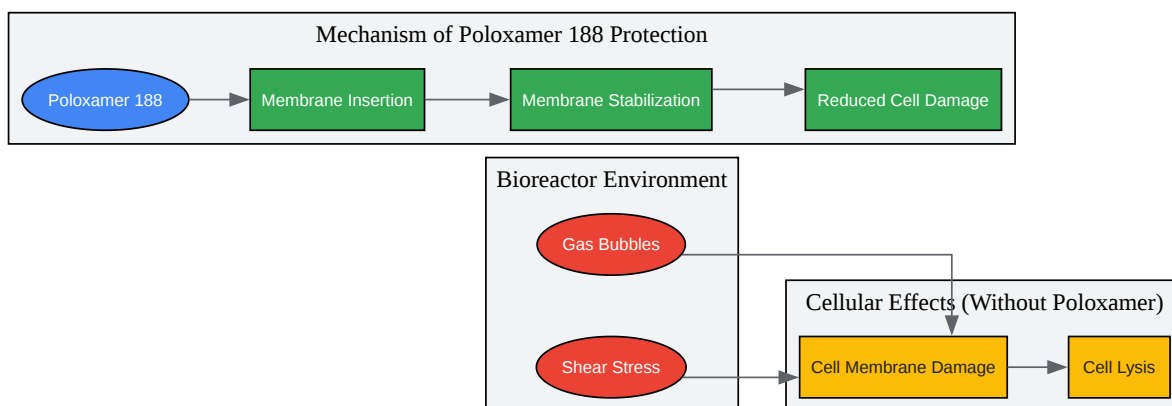 Mechanism of Poloxamer 188 Protection
Poloxamer 188
Membrane Insertion
Membrane Stabilization
Reduced Cell Damage
Bioreactor Environment
Gas Bubbles
Shear Stress
Cellular Effects (Without Poloxamer)
Cell Membrane Damage
Cell Lysis